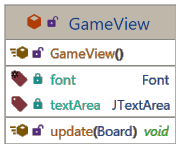 GameView
GameView()
font Font
textArea JTextArea
update(Board) void